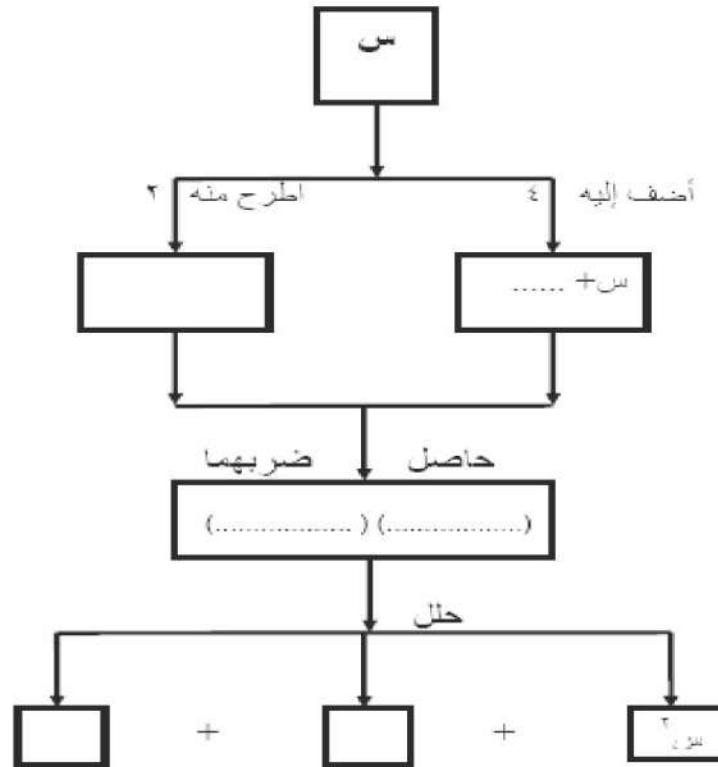 س
أضف إليه ٤ اطرح منه ٢
س+ ......
حاصل ضربهما
(..................) (..................)
حلل
س٢ + +